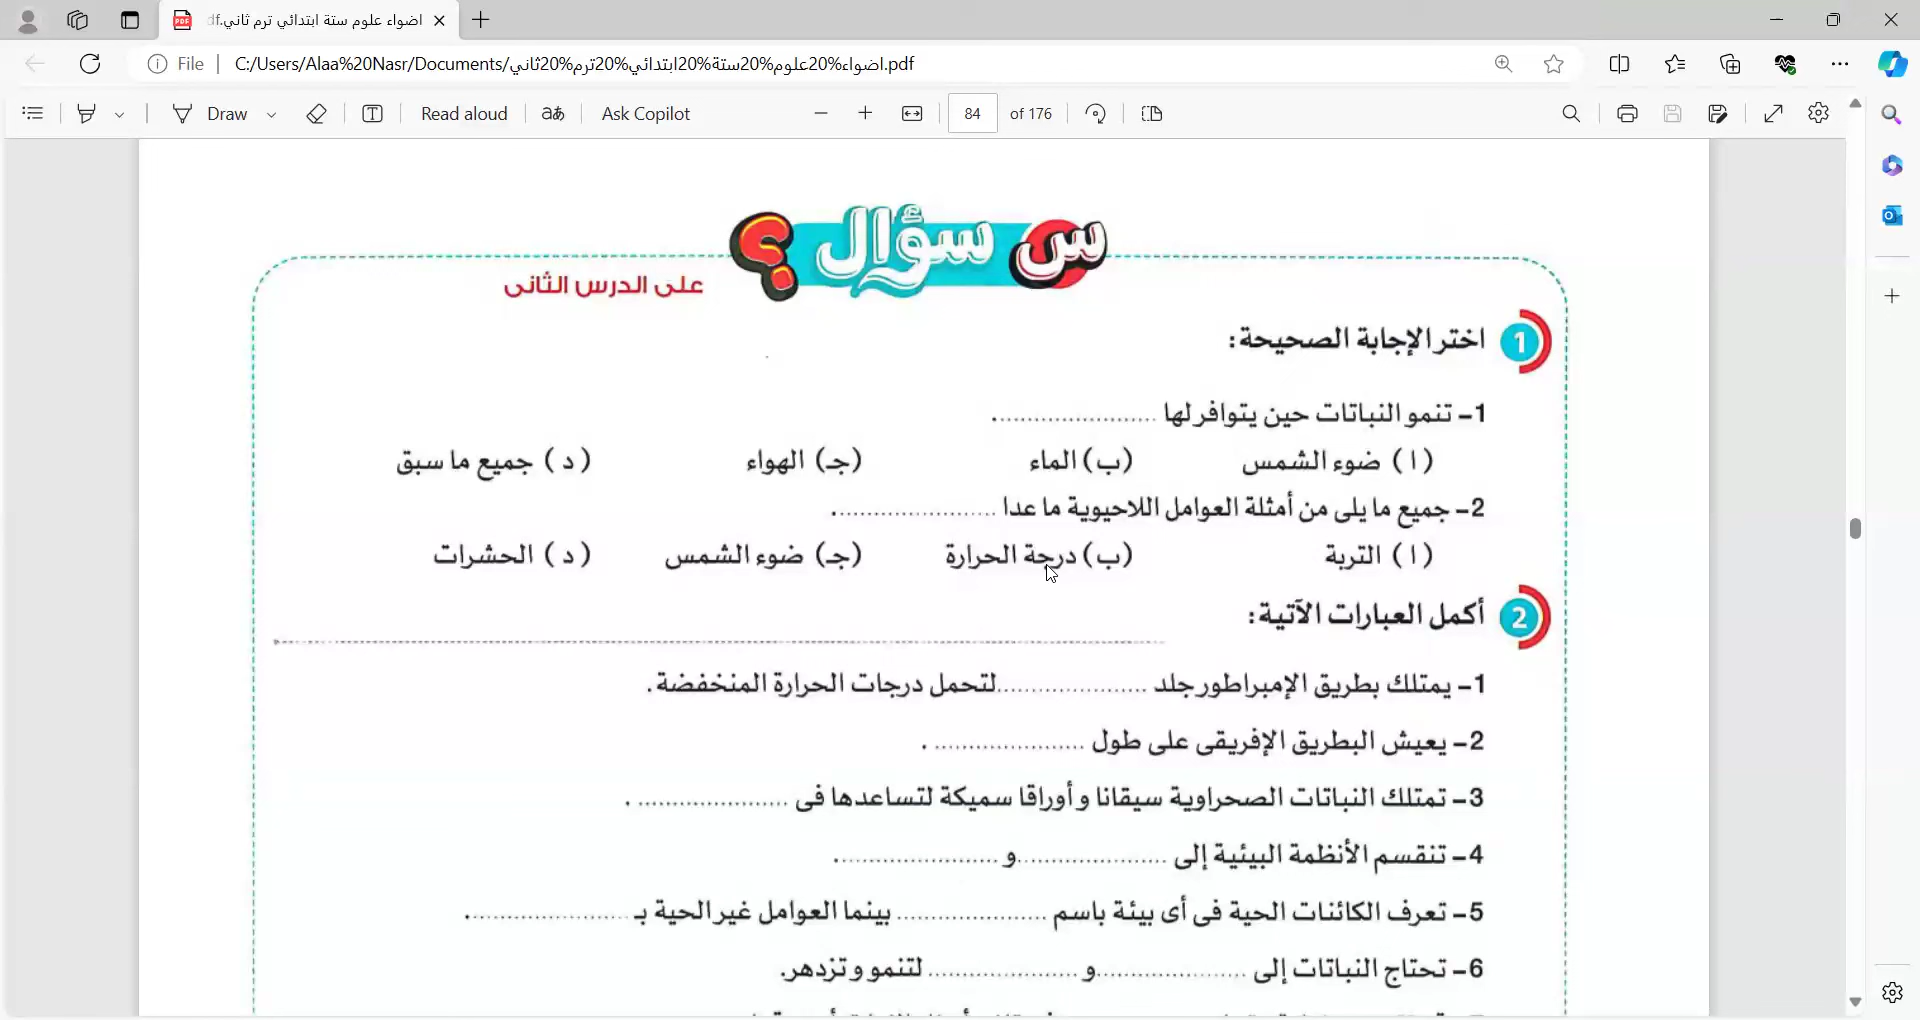 اضواء علوم ستة ابتدائي ترم ثاني.df
File
C:/Users/Alaa%20Nasr/Documents/اضواء%20علوم%20ستة%20ابتدائي%20ترم%20ثاني.pdf
Draw
Read aloud
aあ
Ask Copilot
84 of 176
س سؤال ؟
على الدرس الثانى
1 اختر الإجابة الصحيحة:
1- تنمو النباتات حين يتوافر لها ......................
(ا) ضوء الشمس (ب) الماء (جـ) الهواء (د) جميع ما سبق
2- جميع ما يلى من أمثلة العوامل اللاحيوية ما عدا ......................
(ا) التربة (ب) درجة الحرارة (جـ) ضوء الشمس (د) الحشرات
2 أكمل العبارات الآتية:
1- يمتلك بطريق الإمبراطور جلد ...................... لتحمل درجات الحرارة المنخفضة.
2- يعيش البطريق الإفريقى على طول ...................... .
3- تمتلك النباتات الصحراوية سيقانا وأوراقا سميكة لتساعدها فى ...................... .
4- تنقسم الأنظمة البيئية إلى ...................... و ...................... .
5- تعرف الكائنات الحية فى أى بيئة باسم ...................... بينما العوامل غير الحية بـ ...................... .
6- تحتاج النباتات إلى ...................... و ...................... لتنمو وتزدهر.